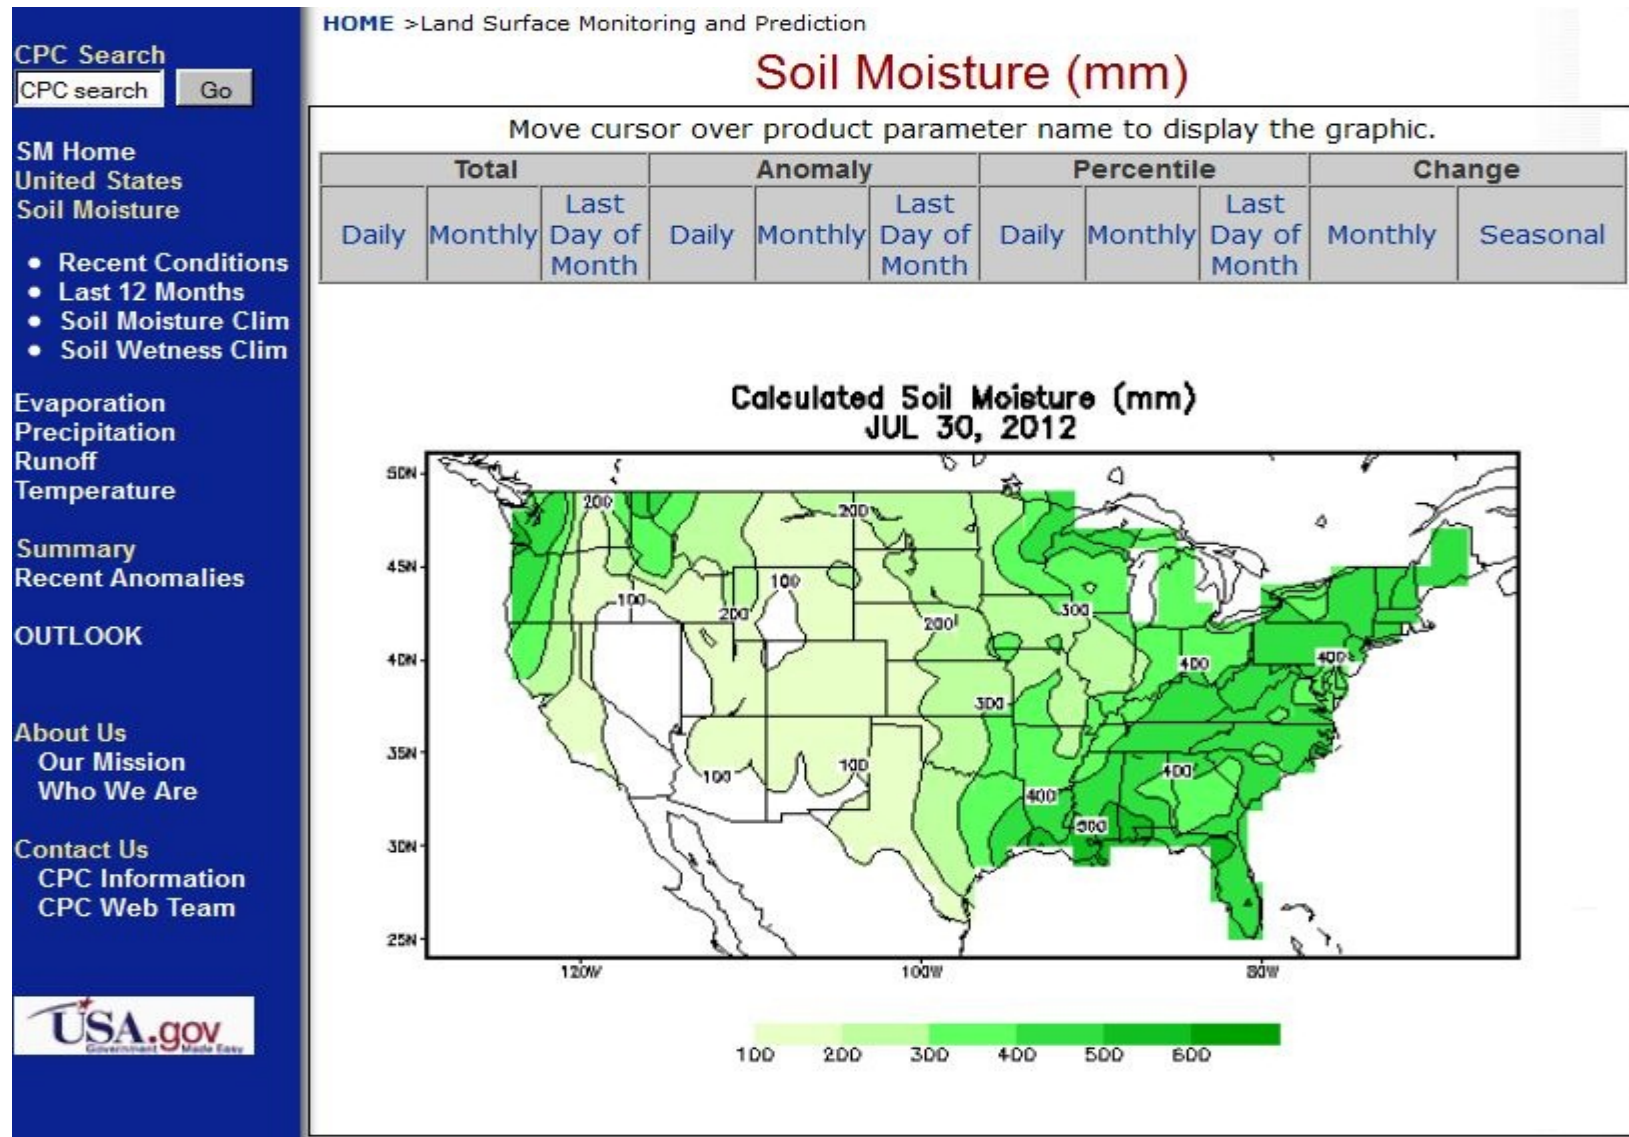 HOME >Land Surface Monitoring and Prediction
CPC Search
CPC search Go
SM Home
United States
Soil Moisture
• Recent Conditions
• Last 12 Months
• Soil Moisture Clim
• Soil Wetness Clim
Evaporation
Precipitation
Runoff
Temperature
Summary
Recent Anomalies
OUTLOOK
About Us
Our Mission
Who We Are
Contact Us
CPC Information
CPC Web Team
USA.gov
Government Made Easy
Soil Moisture (mm)
Move cursor over product parameter name to display the graphic.
Total Anomaly Percentile Change
Daily Monthly Last Day of Month Daily Monthly Last Day of Month Daily Monthly Last Day of Month Monthly Seasonal
Calculated Soil Moisture (mm)
JUL 30, 2012
50N
200 200
45N
100 100 200 200 300
40N
400 400
300
35N
100 100 400 400
500
30N
25N
120W 100W 80W
100 200 300 400 500 600